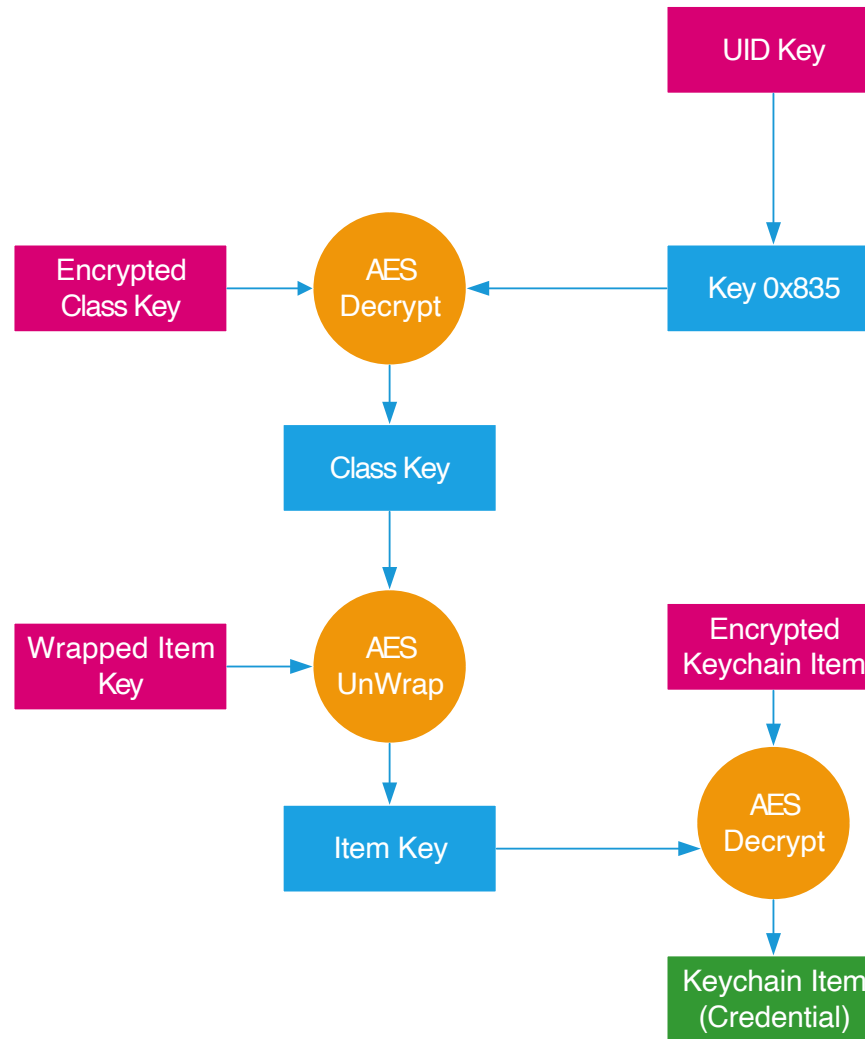 UID Key
Encrypted
Class Key
AES
Decrypt
Key 0x835
Class Key
Wrapped Item
Key
AES
UnWrap
Encrypted
Keychain Item
Item Key
AES
Decrypt
Keychain Item
(Credential)